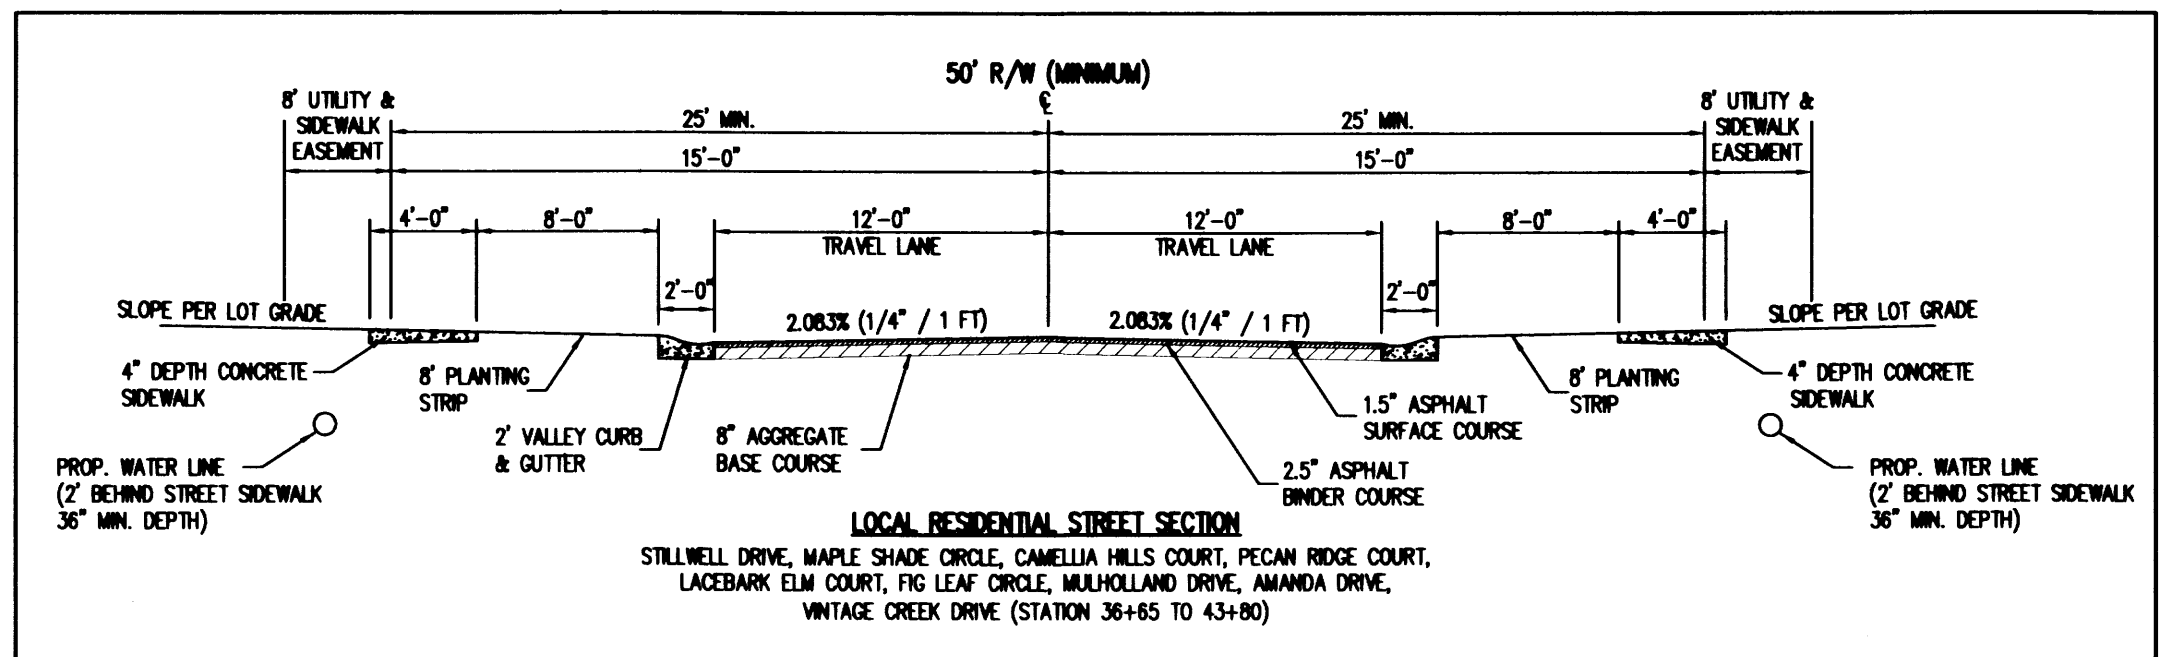 50' R/W (MINIMUM)
℄
8' UTILITY &
SIDEWALK
EASEMENT
25' MIN.
25' MIN.
8' UTILITY &
SIDEWALK
EASEMENT
15'-0"
15'-0"
4'-0"
8'-0"
12'-0"
TRAVEL LANE
12'-0"
TRAVEL LANE
8'-0"
4'-0"
2'-0"
2'-0"
SLOPE PER LOT GRADE
2.083% (1/4" / 1 FT)
2.083% (1/4" / 1 FT)
SLOPE PER LOT GRADE
4" DEPTH CONCRETE
SIDEWALK
8' PLANTING
STRIP
8' PLANTING
STRIP
4" DEPTH CONCRETE
SIDEWALK
2' VALLEY CURB
& GUTTER
8" AGGREGATE
BASE COURSE
1.5" ASPHALT
SURFACE COURSE
2.5" ASPHALT
BINDER COURSE
PROP. WATER LINE
(2' BEHIND STREET SIDEWALK
36" MIN. DEPTH)
PROP. WATER LINE
(2' BEHIND STREET SIDEWALK
36" MIN. DEPTH)
LOCAL RESIDENTIAL STREET SECTION
STILLWELL DRIVE, MAPLE SHADE CIRCLE, CAMELLIA HILLS COURT, PECAN RIDGE COURT,
LACEBARK ELM COURT, FIG LEAF CIRCLE, MULHOLLAND DRIVE, AMANDA DRIVE,
VINTAGE CREEK DRIVE (STATION 36+65 TO 43+80)